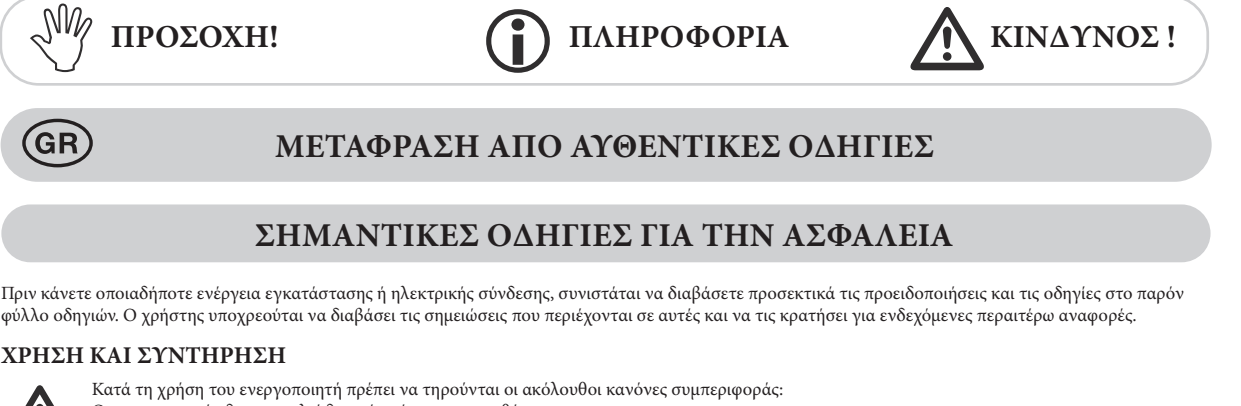 ΠΡΟΣΟΧΗ! ΠΛΗΡΟΦΟΡΙΑ ΚΙΝΔΥΝΟΣ !
GR ΜΕΤΑΦΡΑΣΗ ΑΠΟ ΑΥΘΕΝΤΙΚΕΣ ΟΔΗΓΙΕΣ
ΣΗΜΑΝΤΙΚΕΣ ΟΔΗΓΙΕΣ ΓΙΑ ΤΗΝ ΑΣΦΑΛΕΙΑ
Πριν κάνετε οποιαδήποτε ενέργεια εγκατάστασης ή ηλεκτρικής σύνδεσης, συνιστάται να διαβάσετε προσεκτικά τις προειδοποιήσεις και τις οδηγίες στο παρόν
φύλλο οδηγιών. Ο χρήστης υποχρεούται να διαβάσει τις σημειώσεις που περιέχονται σε αυτές και να τις κρατήσει για ενδεχόμενες περαιτέρω αναφορές.
ΧΡΗΣΗ ΚΑΙ ΣΥΝΤΗΡΗΣΗ
Κατά τη χρήση του ενεργοποιητή πρέπει να τηρούνται οι ακόλουθοι κανόνες συμπεριφοράς: